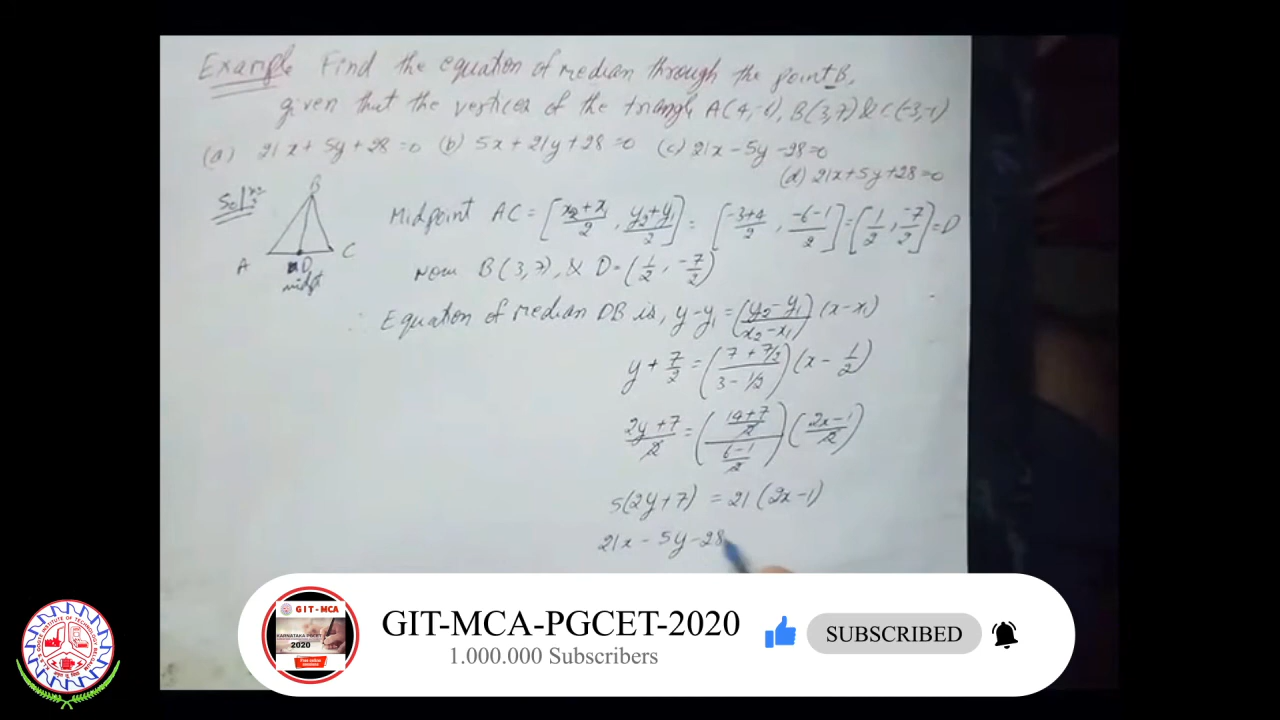 Example Find the equation of median through the point B,
given that the vertices of the triangle A(4,-6), B(3,7) & C(-3,-1)
(a) 21x + 5y + 28 = 0 (b) 5x + 21y + 28 = 0 (c) 21x - 5y - 28 = 0
(d) 21x + 5y + 28 = 0
B
A
C
D
midpt
Midpoint AC = [x₂+x₁/2, y₂+y₁/2] = [-3+4/2, -6-1/2] = [1/2, -7/2] = D
Now B(3,7), & D = (1/2, -7/2)
∴ Equation of median DB is, y - y₁ = (y₂-y₁/x₂-x₁)(x-x₁)
y + 7/2 = (7 + 7/2 / 3 - 1/2)(x - 1/2)
2y+7/2 = (14+7/2 / 6-1/2)(2x-1/2)
5(2y+7) = 21(2x-1)
21x - 5y - 28
GIT-MCA
KARNATAKA PGCET
2020
GIT-MCA-PGCET-2020
1.000.000 Subscribers
SUBSCRIBED